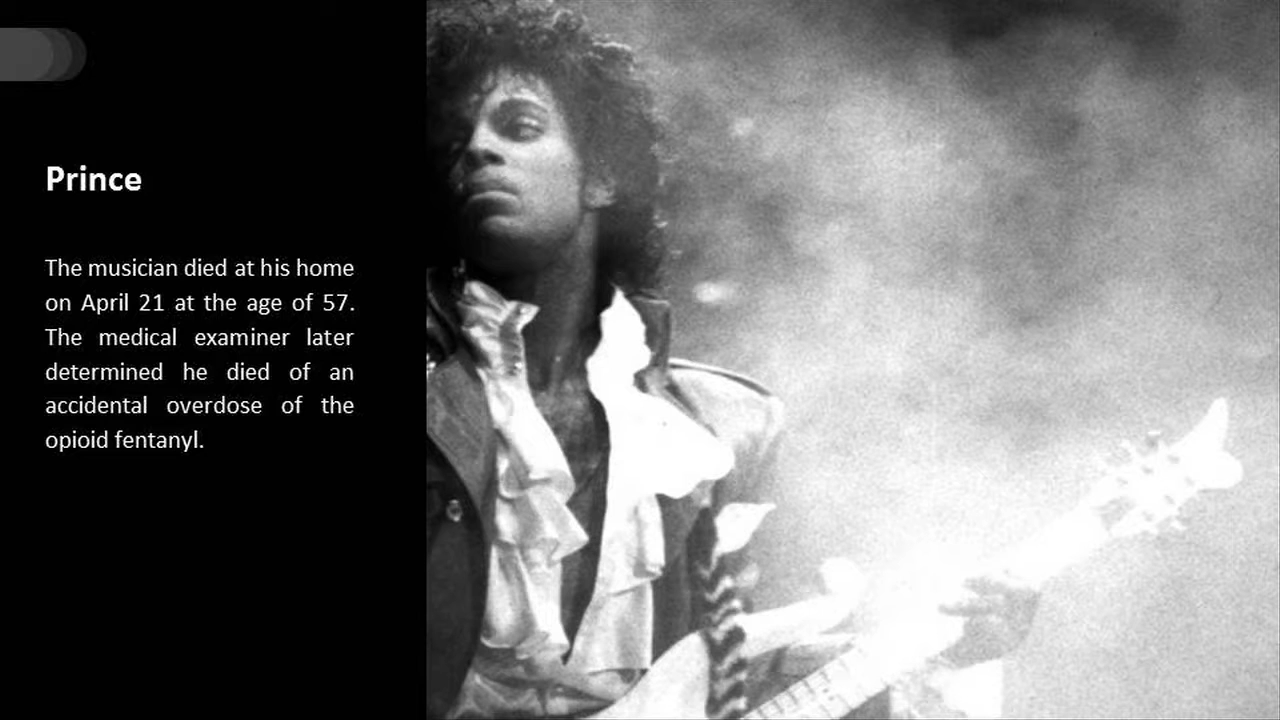 Prince
The musician died at his home
on April 21 at the age of 57.
The medical examiner later
determined he died of an
accidental overdose of the
opioid fentanyl.